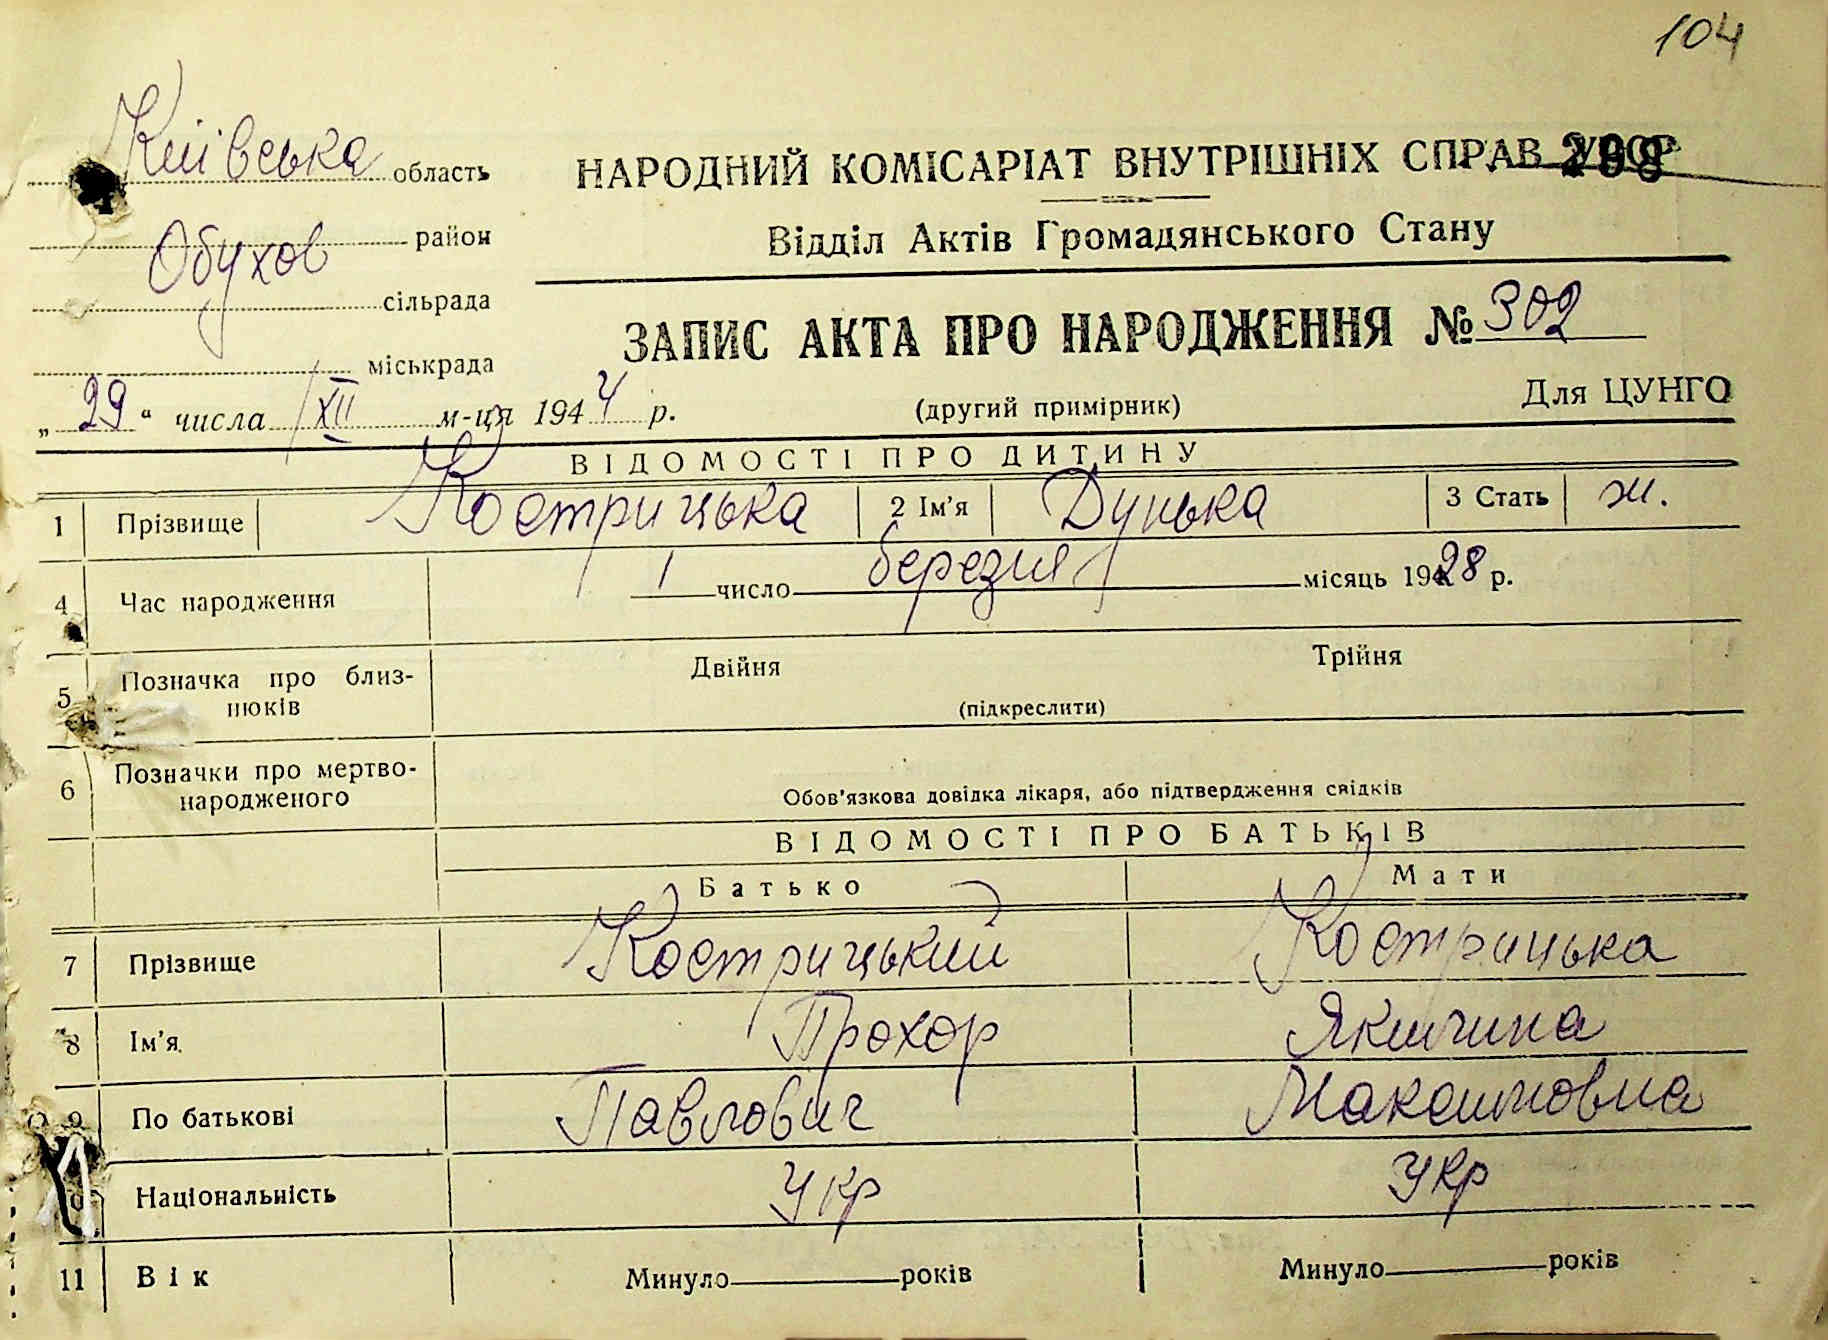 104
Київська область
НАРОДНИЙ КОМІСАРІАТ ВНУТРІШНІХ СПРАВ УРСР
298
Обухов район
Відділ Актів Громадянського Стану
сільрада
міськрада
ЗАПИС АКТА ПРО НАРОДЖЕННЯ № 302
„29“ числа XII м-ця 1944 р.
(другий примірник)
Для ЦУНГО
ВІДОМОСТІ ПРО ДИТИНУ
1 Прізвище Кострицька 2 Ім'я Дунька 3 Стать ж.
4 Час народження 1 число березня місяць 1928 р.
5 Позначка про близнюків Двійня Трійня
(підкреслити)
6 Позначки про мертвонародженого
Обов'язкова довідка лікаря, або підтвердження свідків
ВІДОМОСТІ ПРО БАТЬКІВ
Батько Мати
7 Прізвище Кострицький Кострицька
8 Ім'я Прохор Якилина
9 По батькові Павлович Максимовна
Національність Укр Укр
11 Вік Минуло років Минуло років